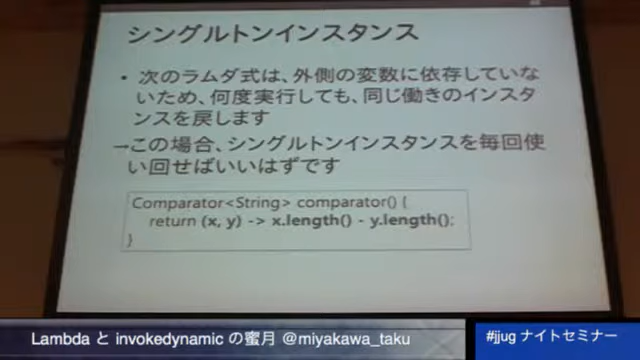 シングルトンインスタンス
• 次のラムダ式は、外側の変数に依存していな
いため、何度実行しても、同じ働きのインスタ
ンスを戻します
→この場合、シングルトンインスタンスを毎回使
い回せばいいはずです
Comparator<String> comparator() {
return (x, y) -> x.length() - y.length();
}
Lambda と invokedynamic の蜜月 @miyakawa_taku
#jjug ナイトセミナー